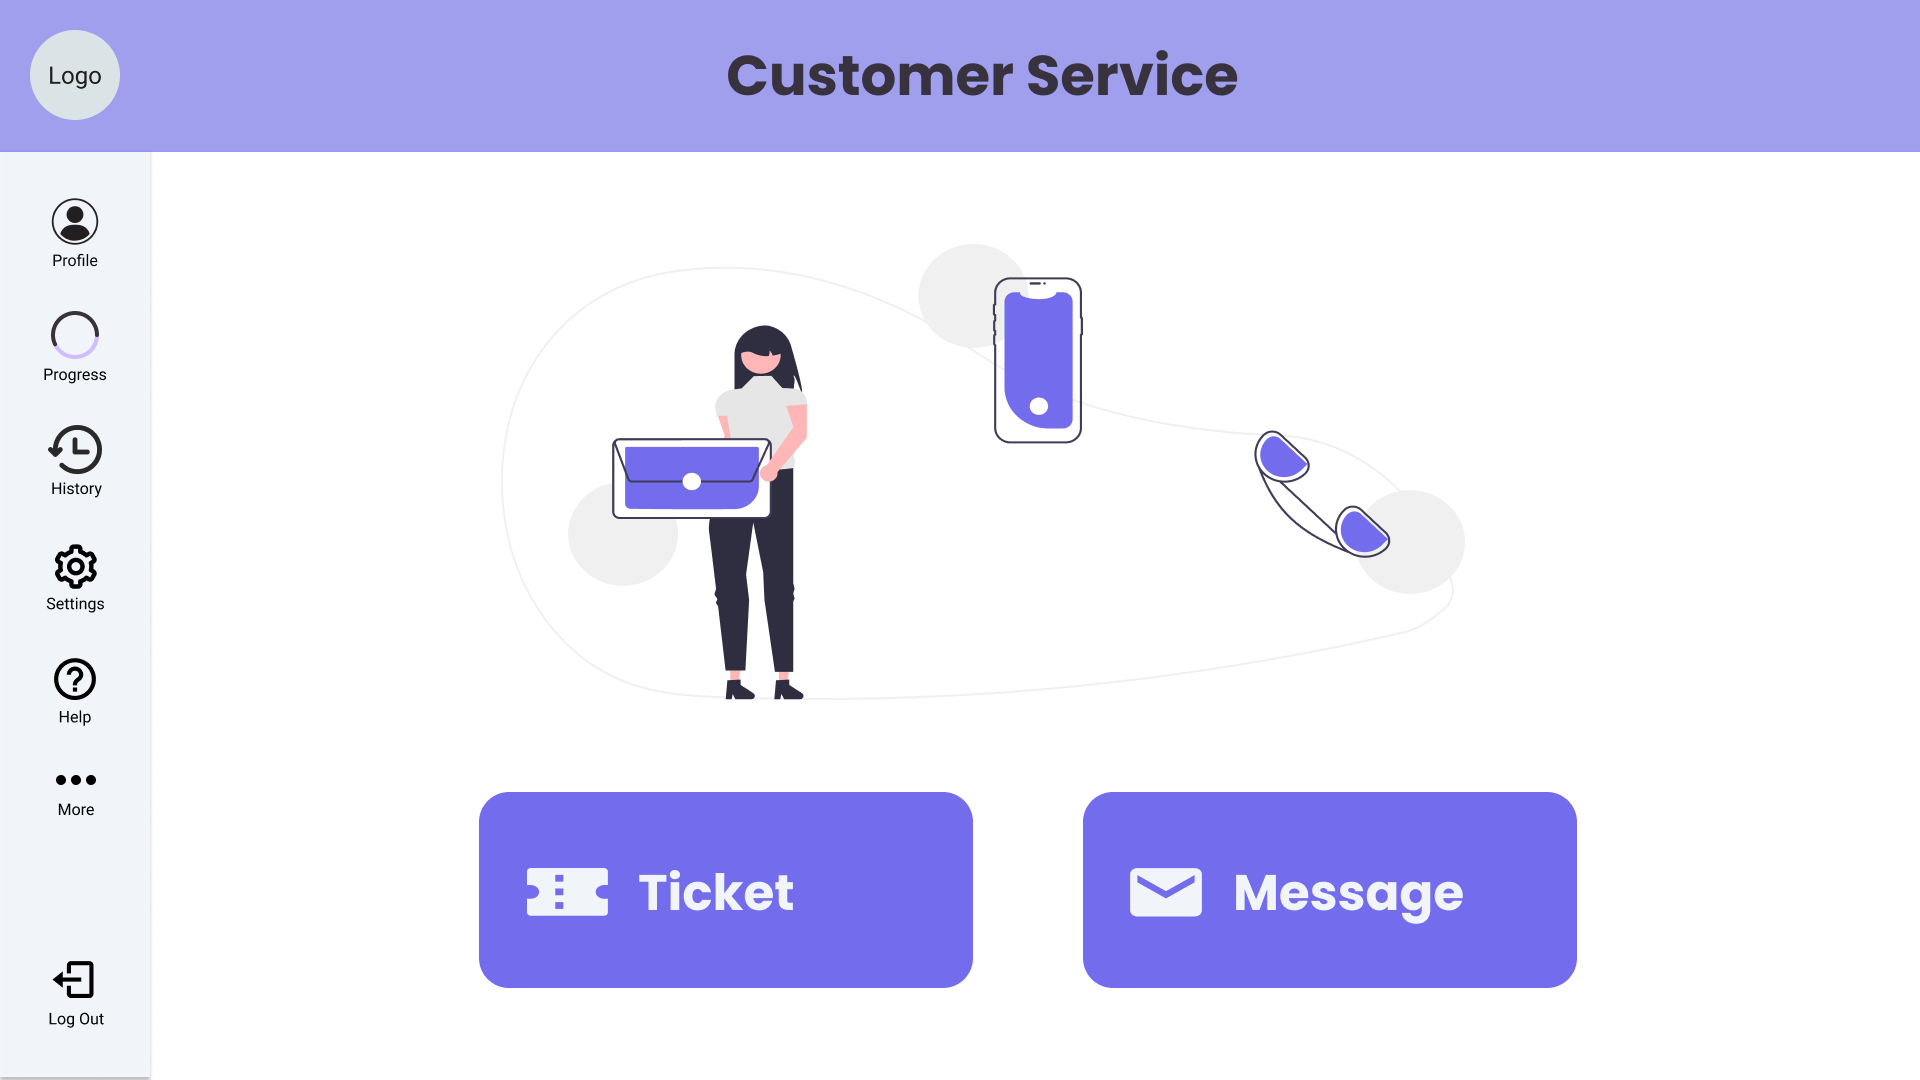 Logo
Customer Service
Profile
Progress
History
Settings
Help
More
Log Out
Ticket
Message